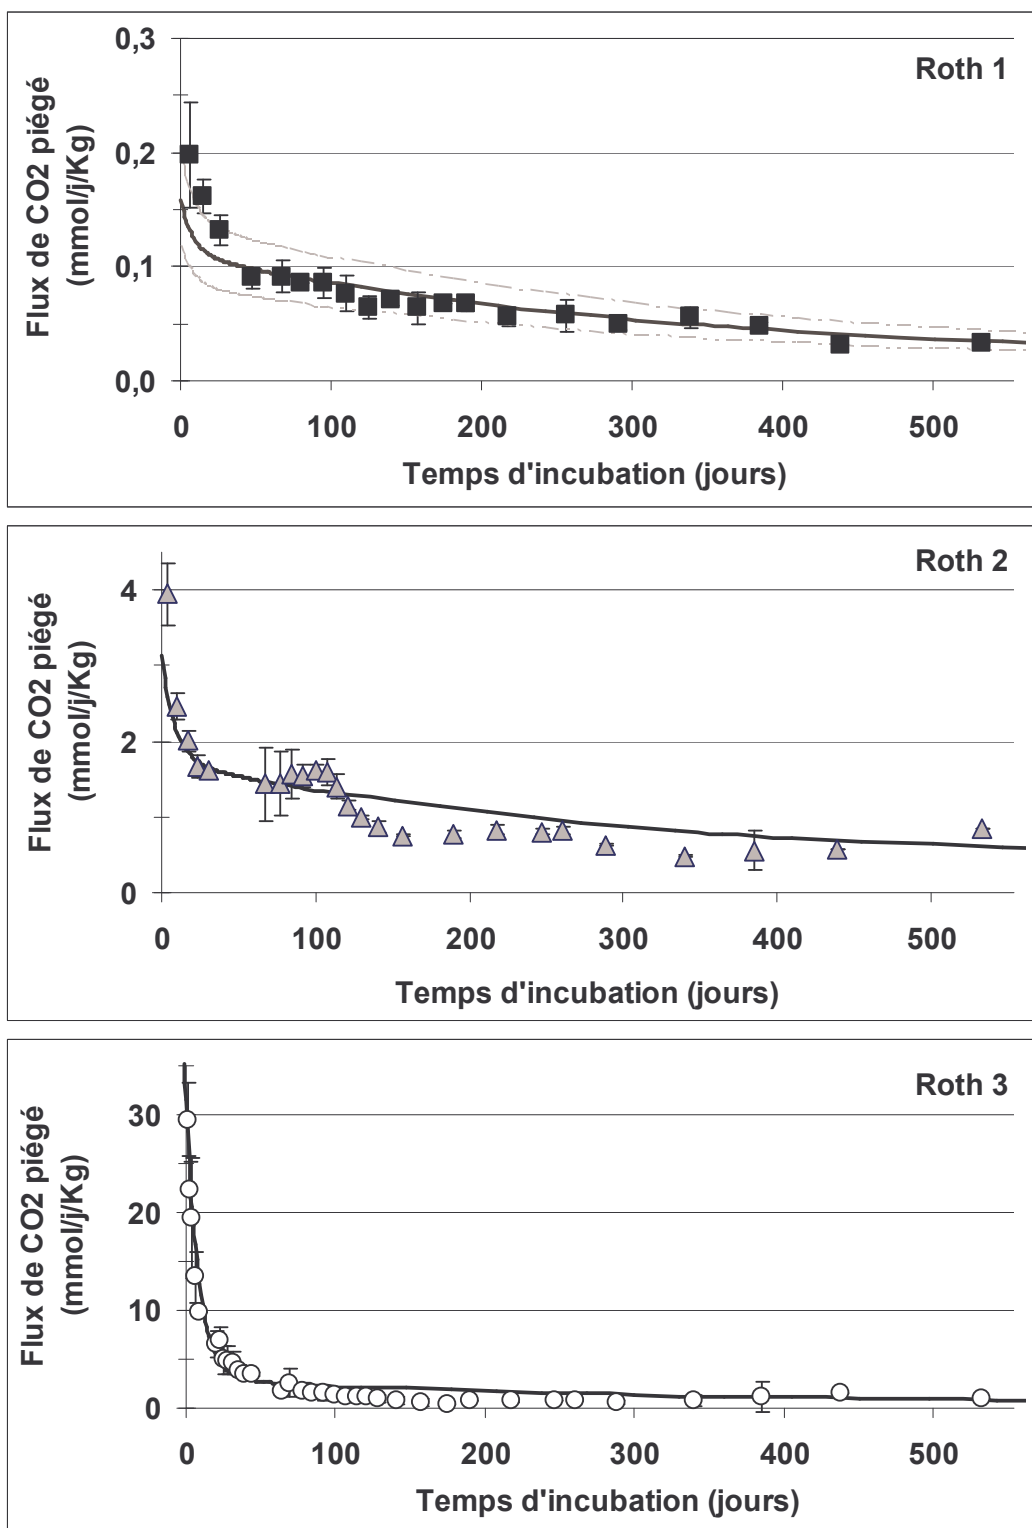 Roth 1
Flux de CO2 piégé
(mmol/j/Kg)
0,3
0,2
0,1
0,0
0 100 200 300 400 500
Temps d'incubation (jours)
Roth 2
Flux de CO2 piégé
(mmol/j/Kg)
4
2
0
0 100 200 300 400 500
Temps d'incubation (jours)
Roth 3
Flux de CO2 piégé
(mmol/j/Kg)
30
20
10
0
0 100 200 300 400 500
Temps d'incubation (jours)